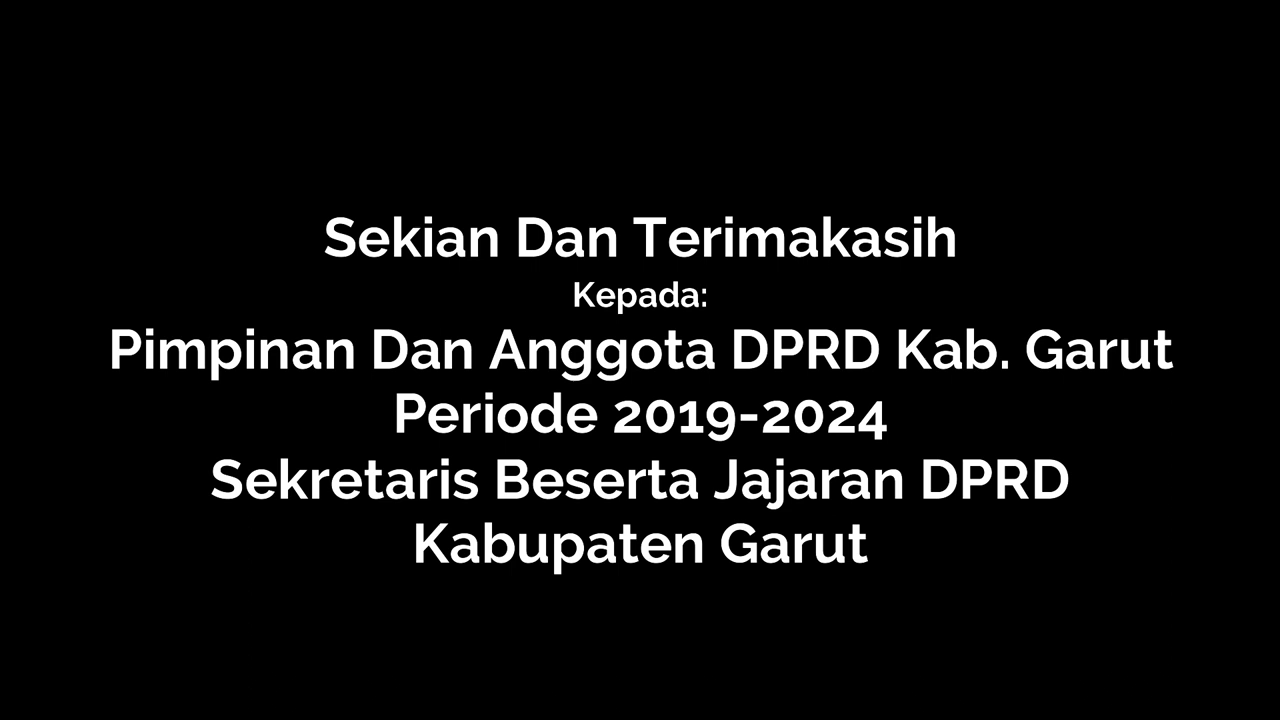 Sekian Dan Terimakasih
Kepada:
Pimpinan Dan Anggota DPRD Kab. Garut
Periode 2019-2024
Sekretaris Beserta Jajaran DPRD
Kabupaten Garut